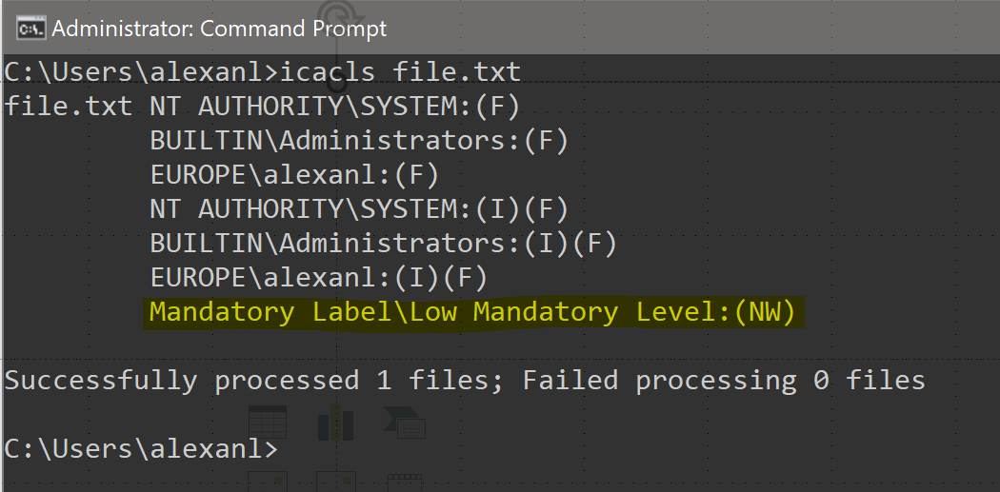 Administrator: Command Prompt
C:\Users\alexanl>icacls file.txt
file.txt NT AUTHORITY\SYSTEM:(F)
BUILTIN\Administrators:(F)
EUROPE\alexanl:(F)
NT AUTHORITY\SYSTEM:(I)(F)
BUILTIN\Administrators:(I)(F)
EUROPE\alexanl:(I)(F)
Mandatory Label\Low Mandatory Level:(NW)
Successfully processed 1 files; Failed processing 0 files
C:\Users\alexanl>